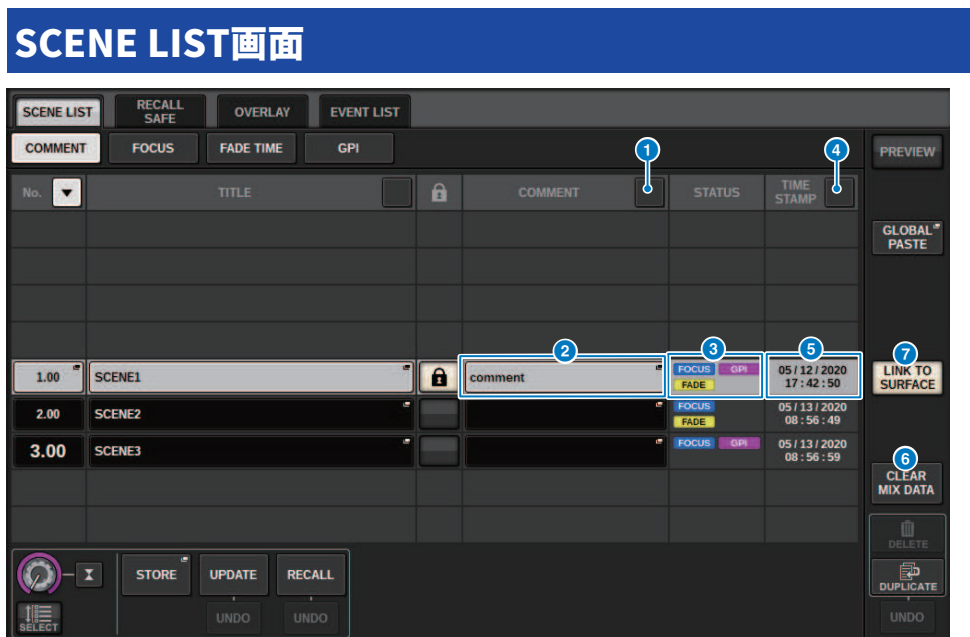 SCENE LIST画面
SCENE LIST
RECALL
SAFE
OVERLAY
EVENT LIST
COMMENT
FOCUS
FADE TIME
GPI
1
4
PREVIEW
No.
TITLE
COMMENT
STATUS
TIME
STAMP
GLOBAL
PASTE
2
3
5
7
1.00
SCENE1
comment
FOCUS GPI
FADE
05 / 12 / 2020
17 : 42 : 50
LINK TO
SURFACE
2.00
SCENE2
FOCUS
FADE
05 / 13 / 2020
08 : 56 : 49
3.00
SCENE3
FOCUS GPI
05 / 13 / 2020
08 : 56 : 59
6
CLEAR
MIX DATA
DELETE
STORE
UPDATE
RECALL
DUPLICATE
SELECT
UNDO
UNDO
UNDO